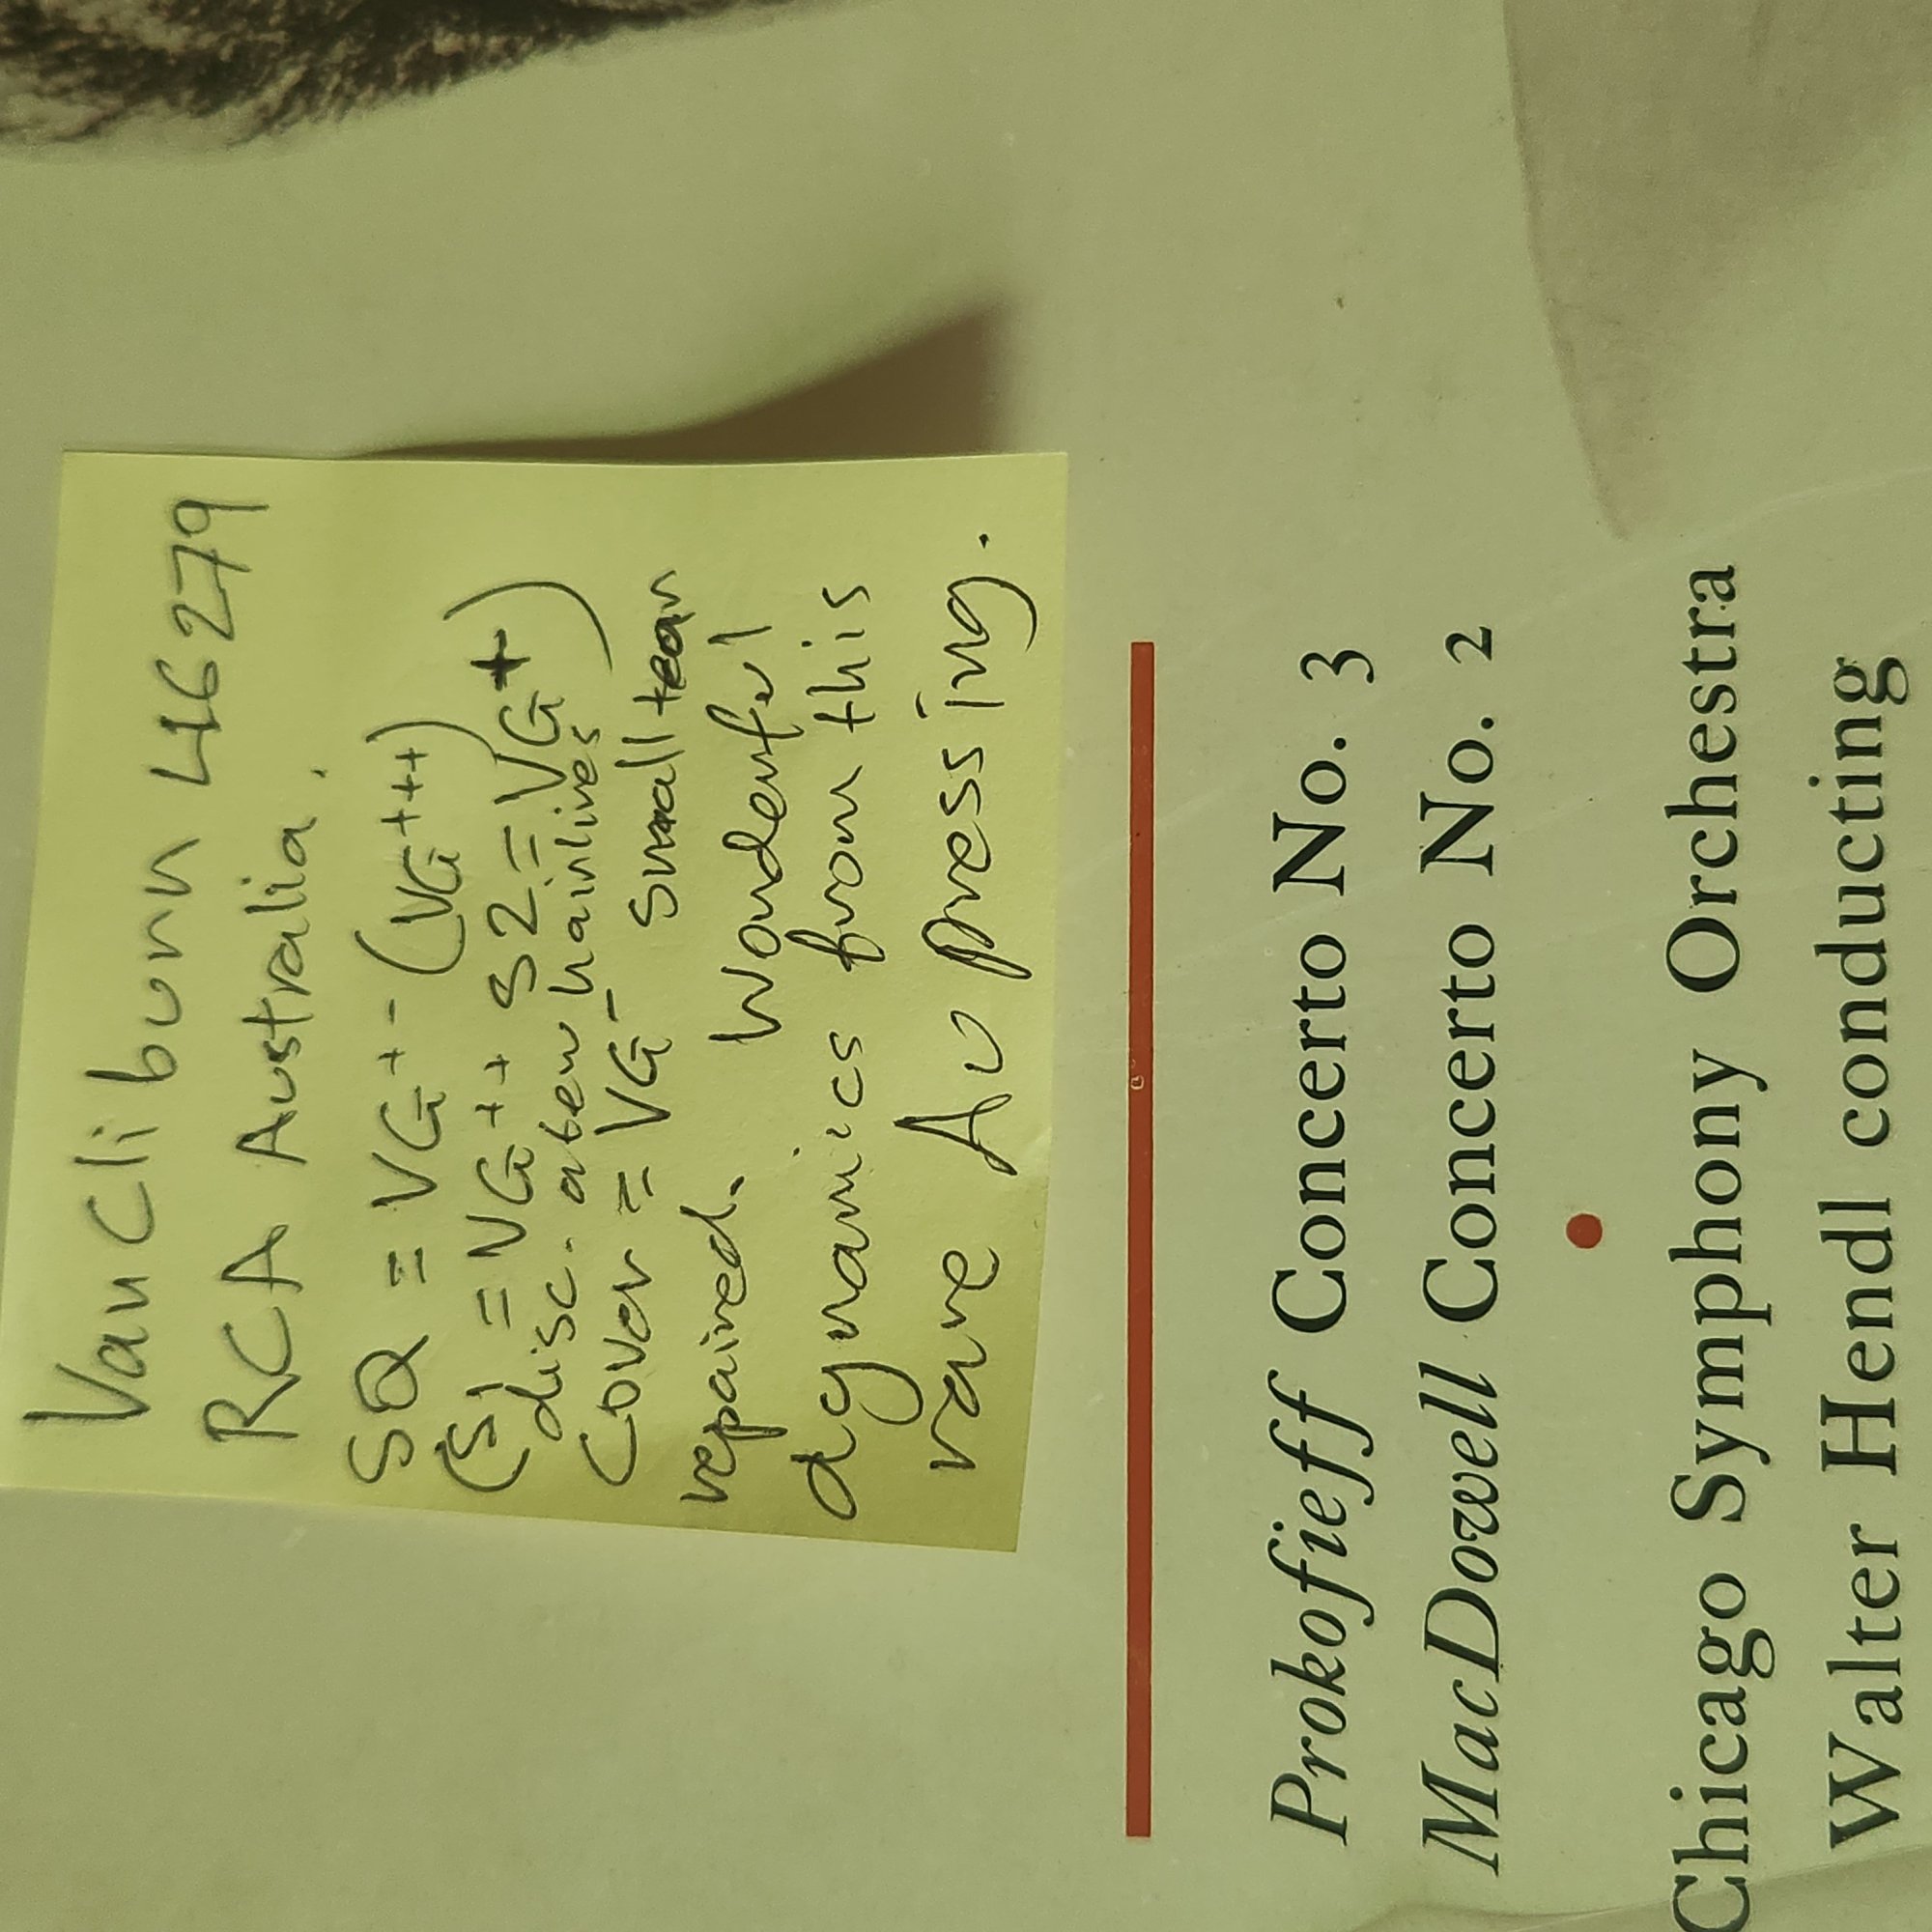 Van Cliburn L16279
RCA Australia.
SQ = VG+ - (VG+++)
(S1 = VG++ S2 = VG+)
disc. a few hairlines
Cover = VG- small tear
repaired. Wonderful
dynamics from this
rare Au pressing.
Prokofieff Concerto No. 3
MacDowell Concerto No. 2
Chicago Symphony Orchestra
Walter Hendl conducting